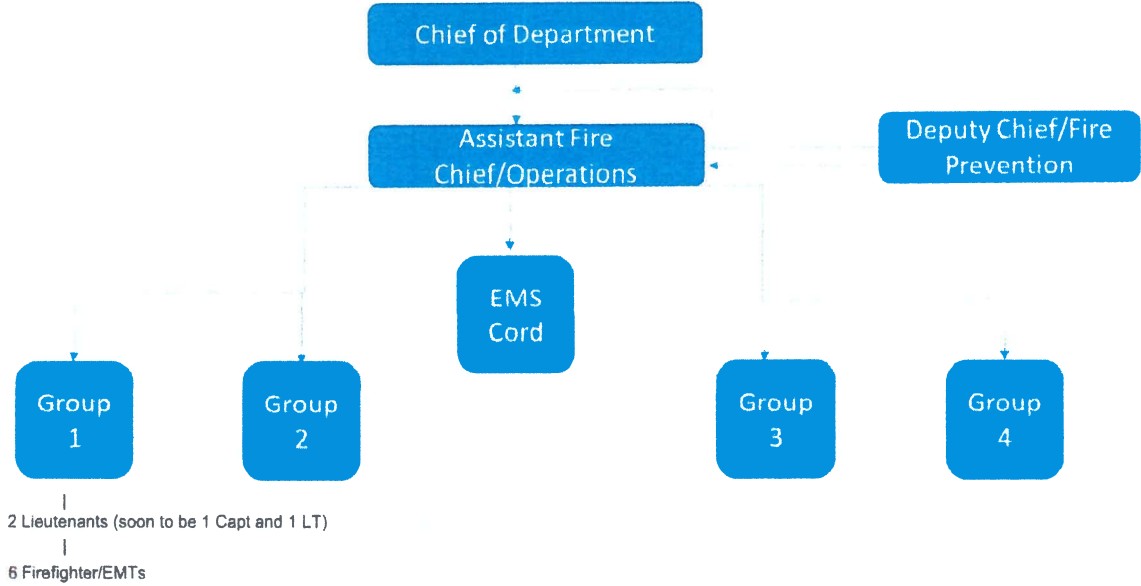 Chief of Department
Assistant Fire
Chief/Operations
Deputy Chief/Fire
Prevention
EMS
Cord
Group
1
Group
2
Group
3
Group
4
2 Lieutenants (soon to be 1 Capt and 1 LT)
6 Firefighter/EMTs